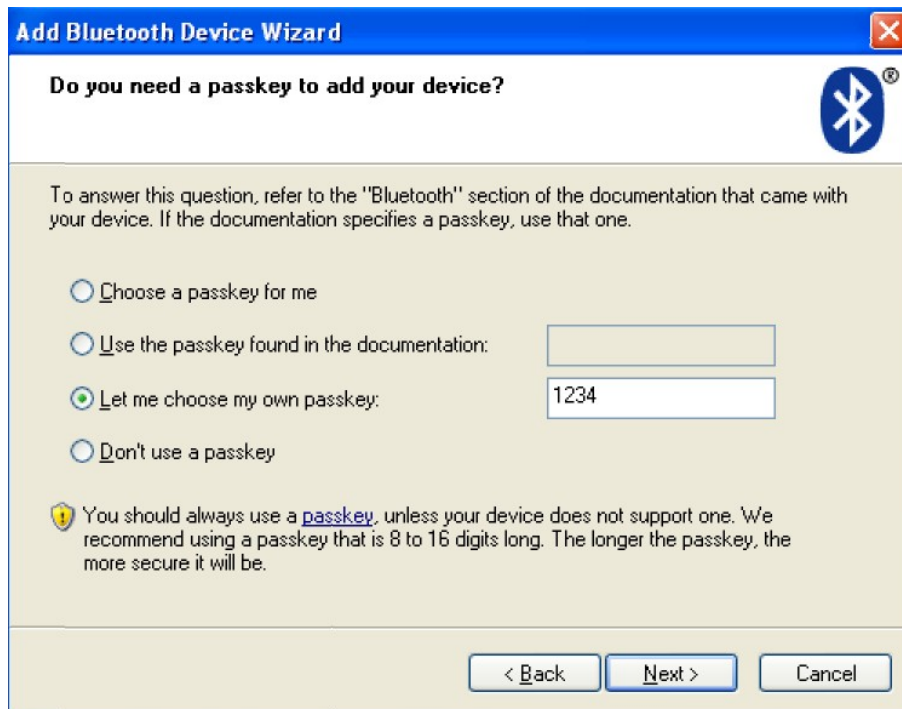 Add Bluetooth Device Wizard
Do you need a passkey to add your device?
®
To answer this question, refer to the "Bluetooth" section of the documentation that came with
your device. If the documentation specifies a passkey, use that one.
Choose a passkey for me
Use the passkey found in the documentation:
Let me choose my own passkey: 1234
Don't use a passkey
You should always use a passkey, unless your device does not support one. We
recommend using a passkey that is 8 to 16 digits long. The longer the passkey, the
more secure it will be.
< Back Next > Cancel